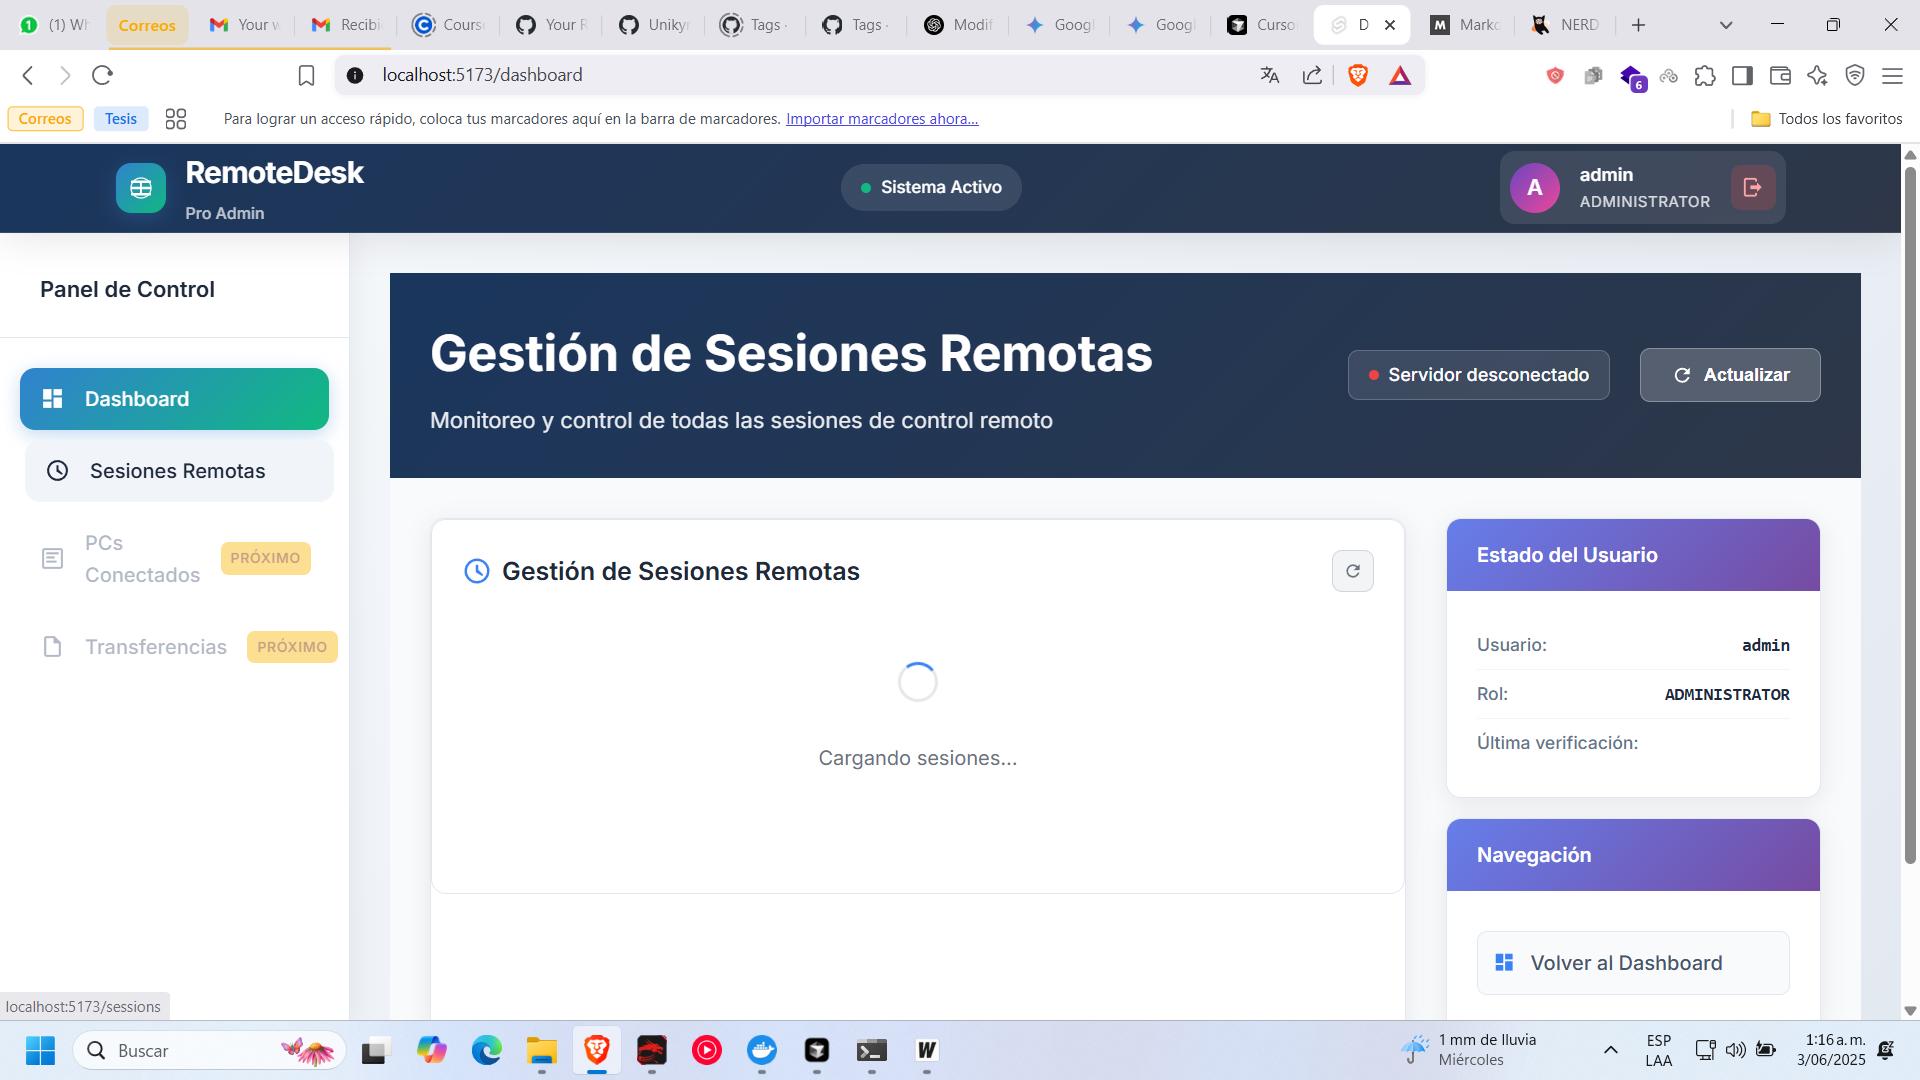 (1) Wh
Correos
Your w
Recibi
Cours
Your R
Unikyr
Tags ·
Tags ·
Modif
Googl
Googl
Curso
D
Marko
NERD
localhost:5173/dashboard
6
Correos
Tesis
Para lograr un acceso rápido, coloca tus marcadores aquí en la barra de marcadores. Importar marcadores ahora...
Todos los favoritos
RemoteDesk
Pro Admin
Sistema Activo
A
admin
ADMINISTRATOR
Panel de Control
Dashboard
Sesiones Remotas
PCs
Conectados
PRÓXIMO
Transferencias
PRÓXIMO
Gestión de Sesiones Remotas
Monitoreo y control de todas las sesiones de control remoto
Servidor desconectado
Actualizar
Gestión de Sesiones Remotas
Cargando sesiones...
Estado del Usuario
Usuario: admin
Rol: ADMINISTRATOR
Última verificación:
Navegación
Volver al Dashboard
localhost:5173/sessions
Buscar
1 mm de lluvia
Miércoles
ESP
LAA
1:16 a. m.
3/06/2025